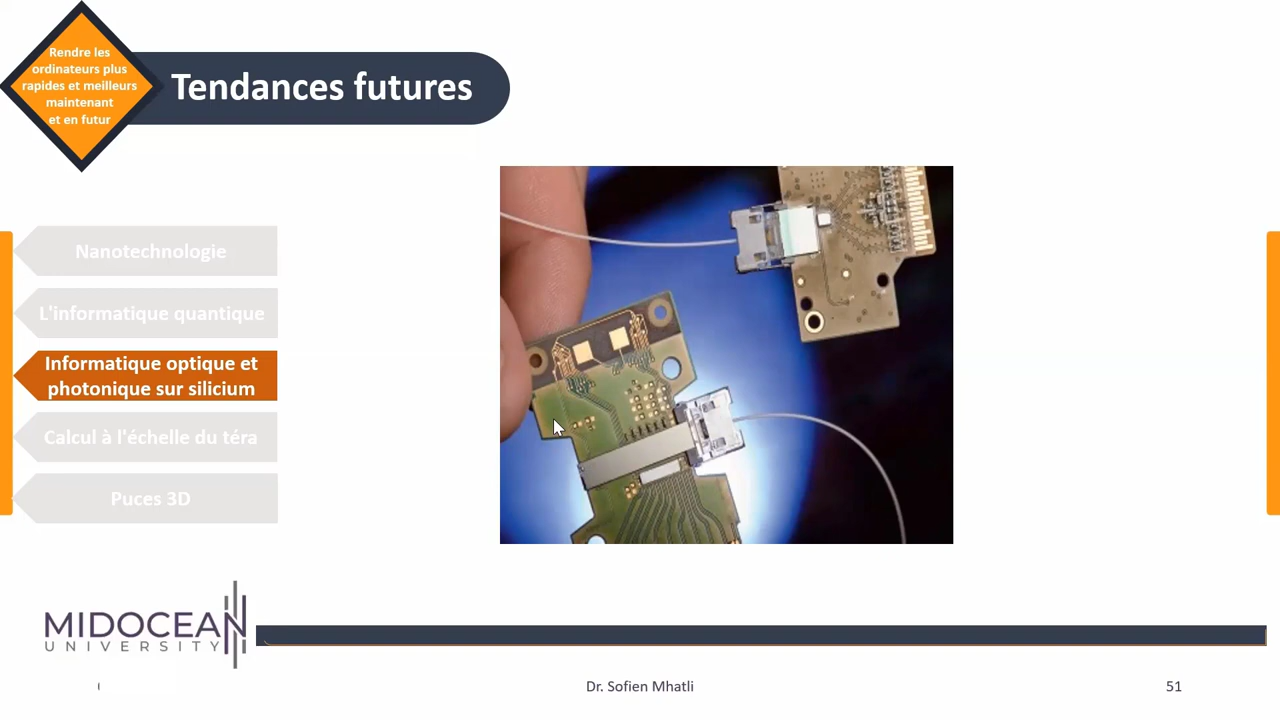 Rendre les
ordinateurs plus
rapides et meilleurs
maintenant
et en futur
Tendances futures
Nanotechnologie
L'informatique quantique
Informatique optique et
photonique sur silicium
Calcul à l'échelle du téra
Puces 3D
MIDOCEAN
UNIVERSITY
Dr. Sofien Mhatli
51